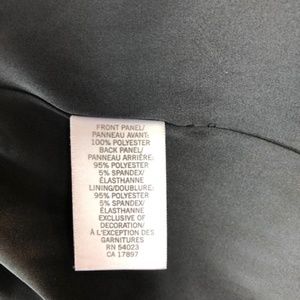 FRONT PANEL/
PANNEAU AVANT:
100% POLYESTER
BACK PANEL/
PANNEAU ARRIÈRE:
95% POLYESTER
5% SPANDEX/
ÉLASTHANNE
LINING/DOUBLURE:
95% POLYESTER
5% SPANDEX/
ÉLASTHANNE
EXCLUSIVE OF
DECORATION/
À L'EXCEPTION DES
GARNITURES
RN 54023
CA 17897